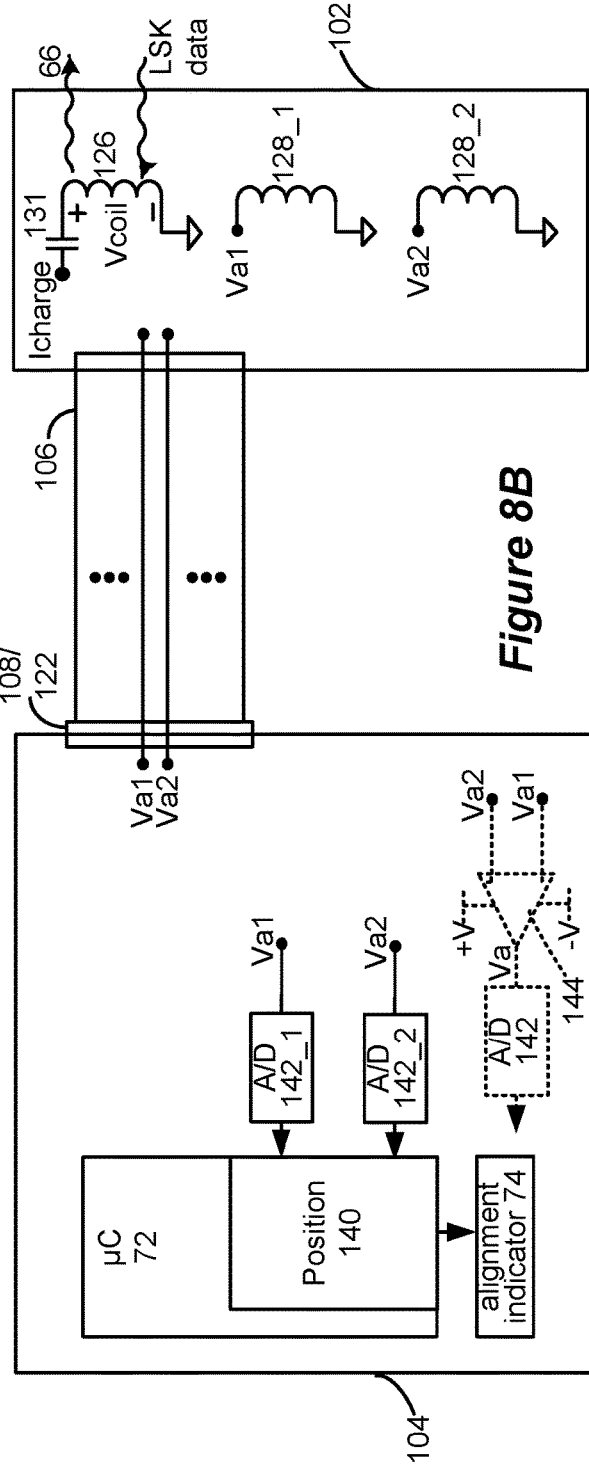 108/
122
106
Icharge
131
66
+
126
Vcoil
–
LSK
data
102
Va1
128_1
Va2
128_2
Va1
Va2
µC
72
Position
140
A/D
142_1
Va1
A/D
142_2
Va2
alignment
indicator 74
A/D
142
Va
+V
-V
144
Va2
Va1
104
Figure 8B